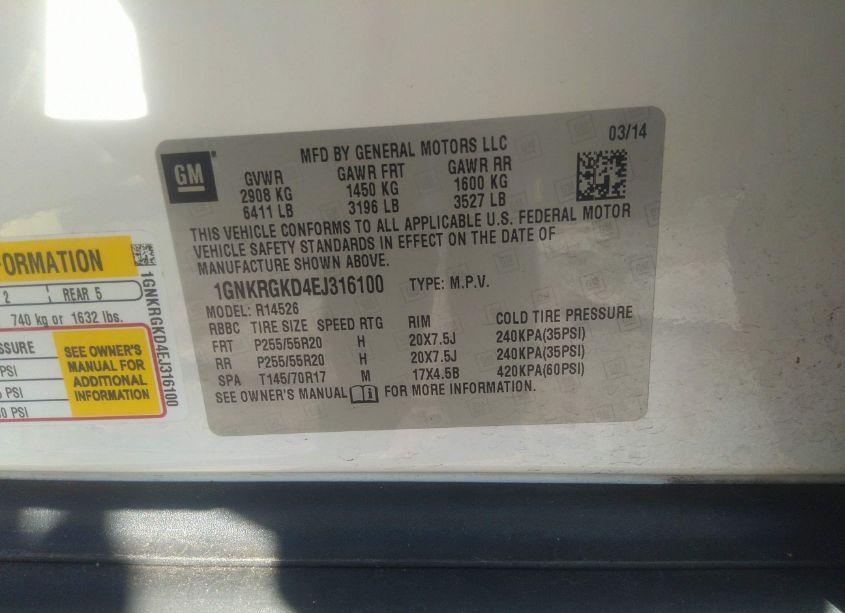 GM
03/14
MFD BY GENERAL MOTORS LLC
GVWR GAWR FRT GAWR RR
2908 KG 1450 KG 1600 KG
6411 LB 3196 LB 3527 LB
THIS VEHICLE CONFORMS TO ALL APPLICABLE U.S. FEDERAL MOTOR
VEHICLE SAFETY STANDARDS IN EFFECT ON THE DATE OF
MANUFACTURE SHOWN ABOVE.
1GNKRGKD4EJ316100 TYPE: M.P.V.
MODEL: R14526
RBBC TIRE SIZE SPEED RTG RIM COLD TIRE PRESSURE
FRT P255/55R20 H 20X7.5J 240KPA(35PSI)
RR P255/55R20 H 20X7.5J 240KPA(35PSI)
SPA T145/70R17 M 17X4.5B 420KPA(60PSI)
SEE OWNER'S MANUAL FOR MORE INFORMATION.
2 REAR 5
740 kg or 1632 lbs.
SEE OWNER'S
MANUAL FOR
ADDITIONAL
INFORMATION
PSI
PSI
PSI
1GNKRGKD4EJ316100